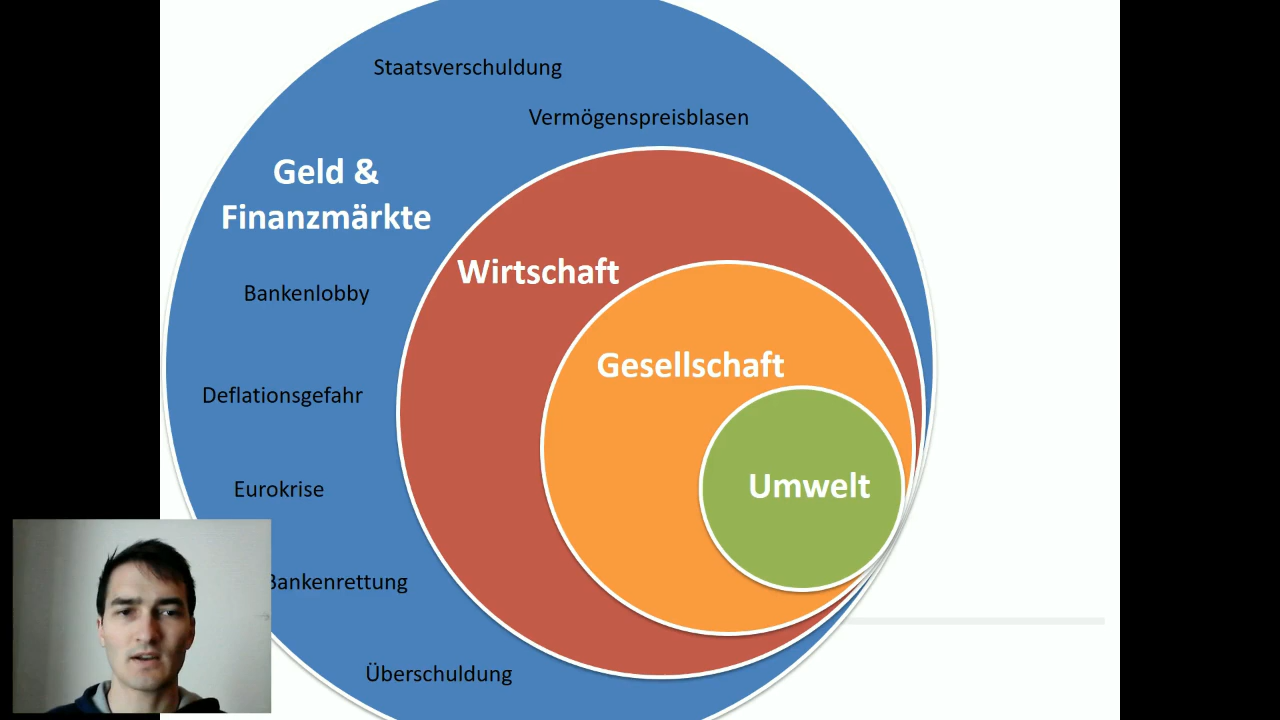 Staatsverschuldung
Vermögenspreisblasen
Geld &
Finanzmärkte
Wirtschaft
Bankenlobby
Gesellschaft
Deflationsgefahr
Umwelt
Eurokrise
Bankenrettung
Überschuldung